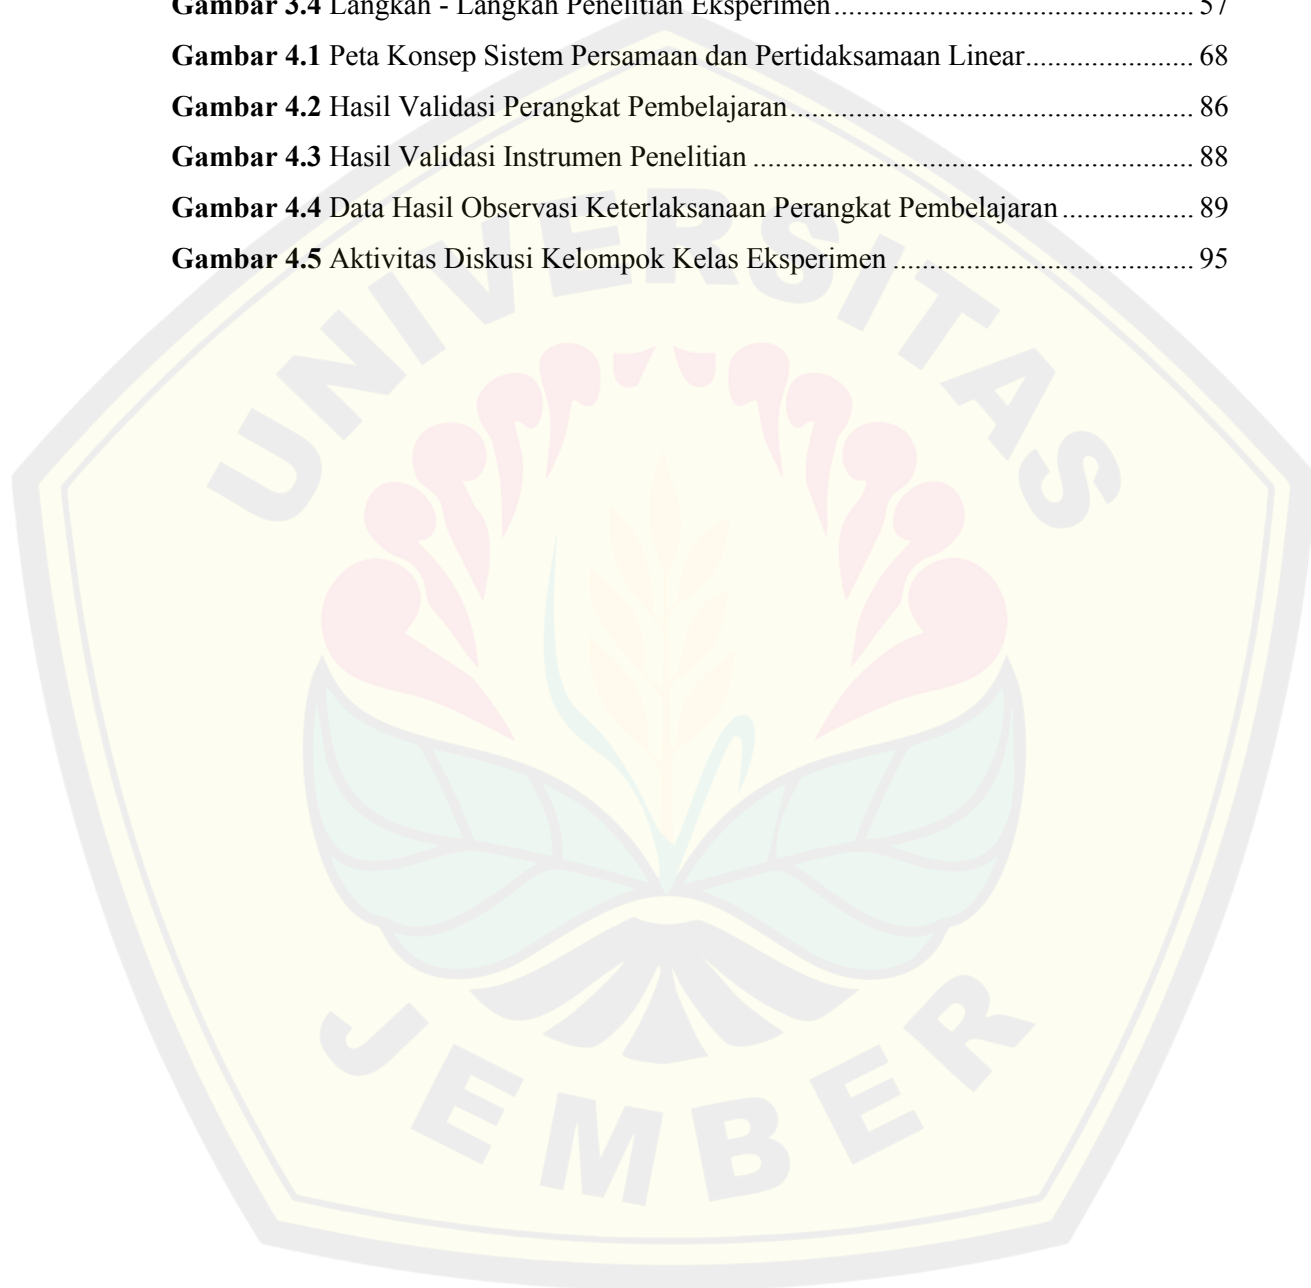 Gambar 3.4 Langkah - Langkah Penelitian Eksperimen................................................. 57
Gambar 4.1 Peta Konsep Sistem Persamaan dan Pertidaksamaan Linear....................... 68
Gambar 4.2 Hasil Validasi Perangkat Pembelajaran....................................................... 86
Gambar 4.3 Hasil Validasi Instrumen Penelitian ............................................................ 88
Gambar 4.4 Data Hasil Observasi Keterlaksanaan Perangkat Pembelajaran .................. 89
Gambar 4.5 Aktivitas Diskusi Kelompok Kelas Eksperimen ......................................... 95
UNIVERSITAS
JEMBER